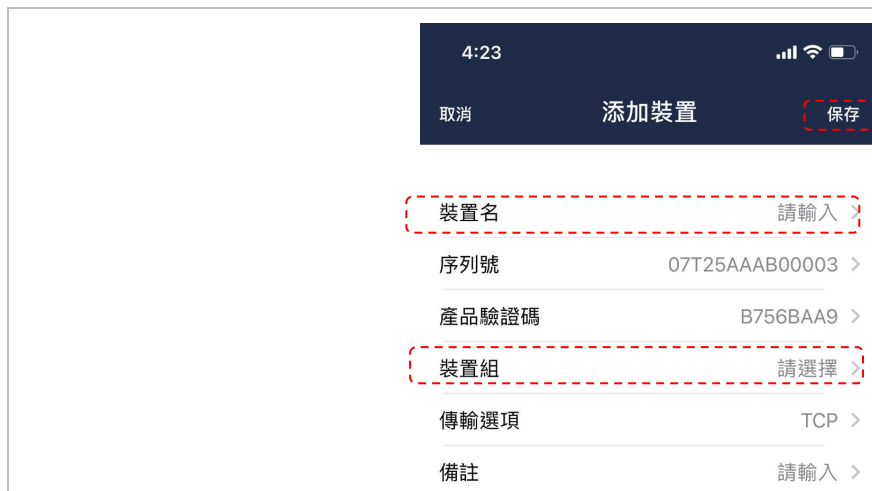 4:23
取消 添加裝置 保存
裝置名 請輸入
序列號 07T25AAAB00003
產品驗證碼 B756BAA9
裝置組 請選擇
傳輸選項 TCP
備註 請輸入